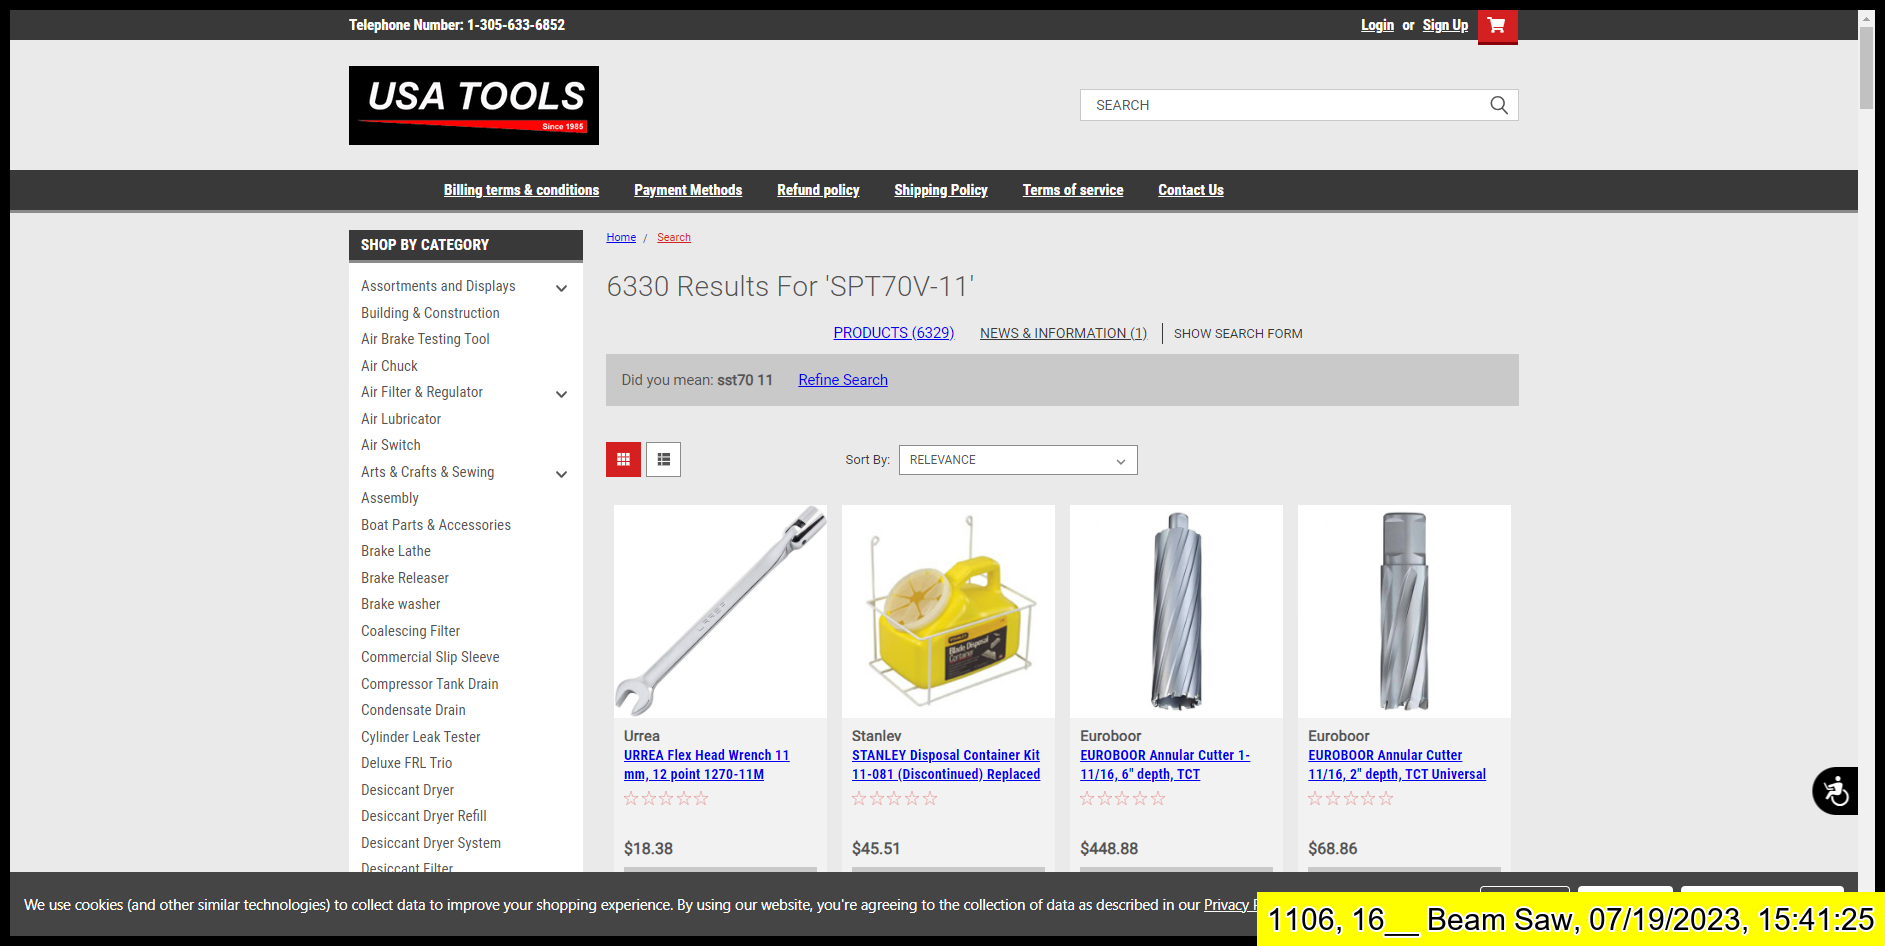 Telephone Number: 1-305-633-6852
Login or Sign Up
USA TOOLS
Since 1985
SEARCH
Billing terms & conditions
Payment Methods
Refund policy
Shipping Policy
Terms of service
Contact Us
SHOP BY CATEGORY
Assortments and Displays
Building & Construction
Air Brake Testing Tool
Air Chuck
Air Filter & Regulator
Air Lubricator
Air Switch
Arts & Crafts & Sewing
Assembly
Boat Parts & Accessories
Brake Lathe
Brake Releaser
Brake washer
Coalescing Filter
Commercial Slip Sleeve
Compressor Tank Drain
Condensate Drain
Cylinder Leak Tester
Deluxe FRL Trio
Desiccant Dryer
Desiccant Dryer Refill
Desiccant Dryer System
Desiccant Filter
Home / Search
6330 Results For 'SPT70V-11'
PRODUCTS (6329)
NEWS & INFORMATION (1)
SHOW SEARCH FORM
Did you mean: sst70 11
Refine Search
Sort By:
RELEVANCE
URREA
Urrea
URREA Flex Head Wrench 11
mm, 12 point 1270-11M
$18.38
STANLEY
Blade Disposal
Container
Stanley
STANLEY Disposal Container Kit
11-081 (Discontinued) Replaced
$45.51
Euroboor
EUROBOOR Annular Cutter 1-
11/16, 6" depth, TCT
$448.88
Euroboor
EUROBOOR Annular Cutter
11/16, 2" depth, TCT Universal
$68.86
We use cookies (and other similar technologies) to collect data to improve your shopping experience. By using our website, you're agreeing to the collection of data as described in our Privacy
1106, 16__ Beam Saw, 07/19/2023, 15:41:25